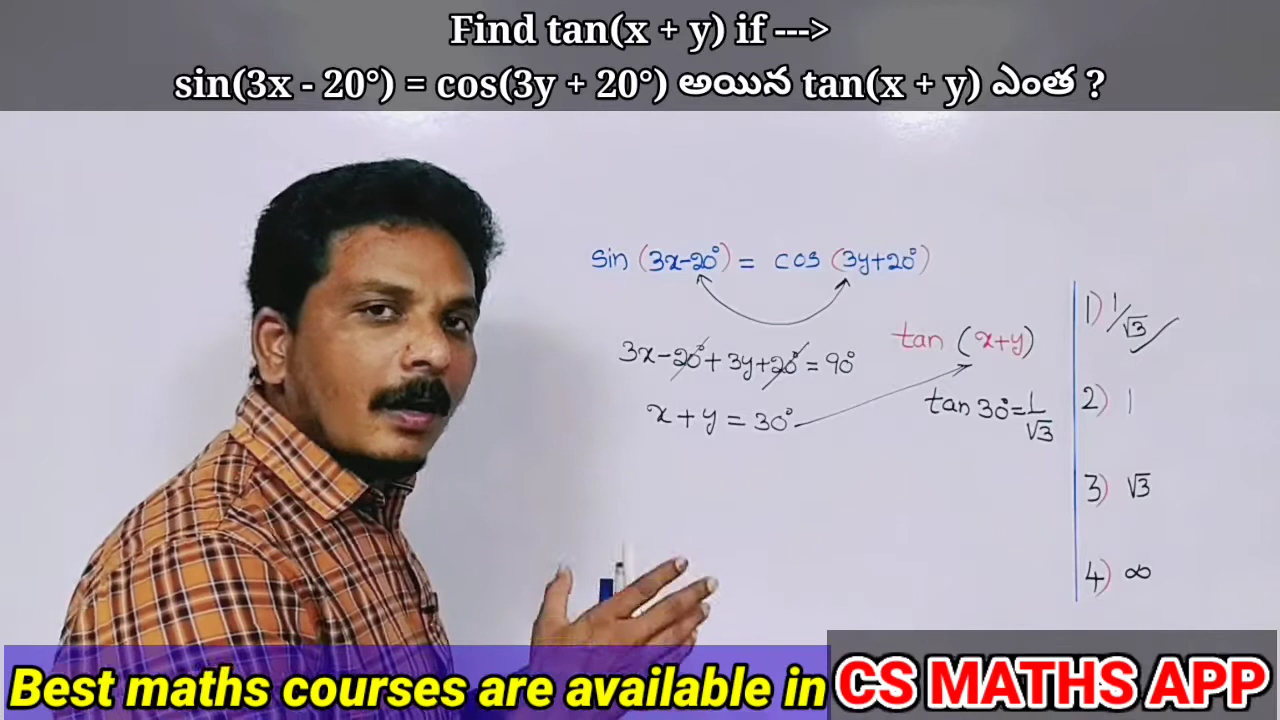 Find tan(x + y) if --->
sin(3x - 20°) = cos(3y + 20°) అయిన tan(x + y) ఎంత ?
sin (3x-20°) = cos (3y+20°)
3x-20°+3y+20°=90°
x+y=30°
tan (x+y)
tan 30°=1/√3
1) 1/√3 ✓
2) 1
3) √3
4) ∞
Best maths courses are available in CS MATHS APP